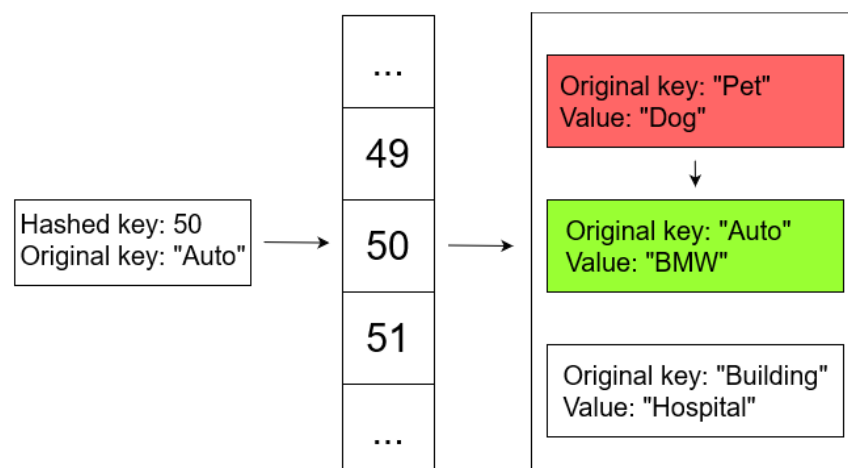 Hashed key: 50
Original key: "Auto"
...
49
50
51
...
Original key: "Pet"
Value: "Dog"
Original key: "Auto"
Value: "BMW"
Original key: "Building"
Value: "Hospital"